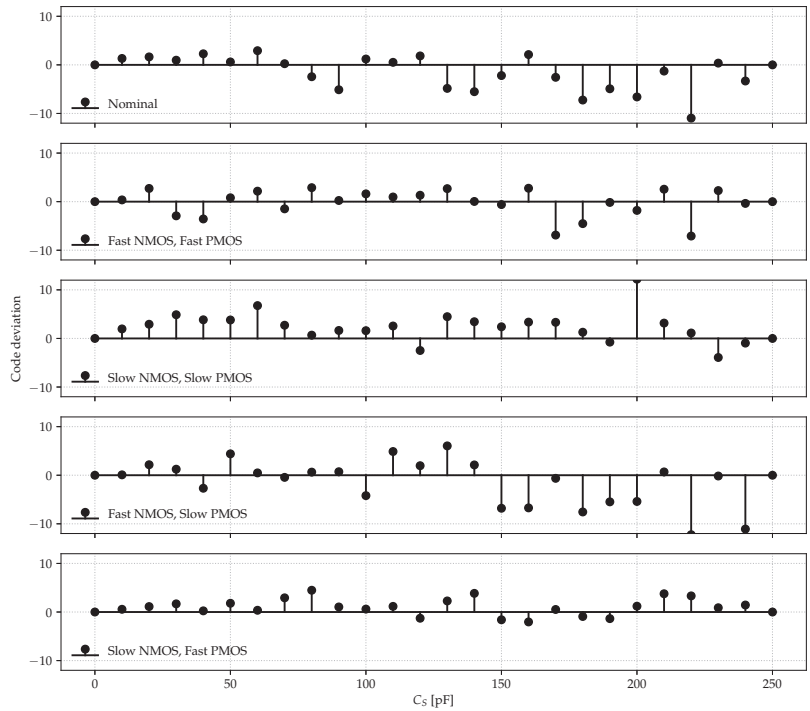 10
0
−10
Nominal
10
0
−10
Fast NMOS, Fast PMOS
Code deviation
10
0
−10
Slow NMOS, Slow PMOS
10
0
−10
Fast NMOS, Slow PMOS
10
0
−10
Slow NMOS, Fast PMOS
0 50 100 150 200 250
C_S [pF]